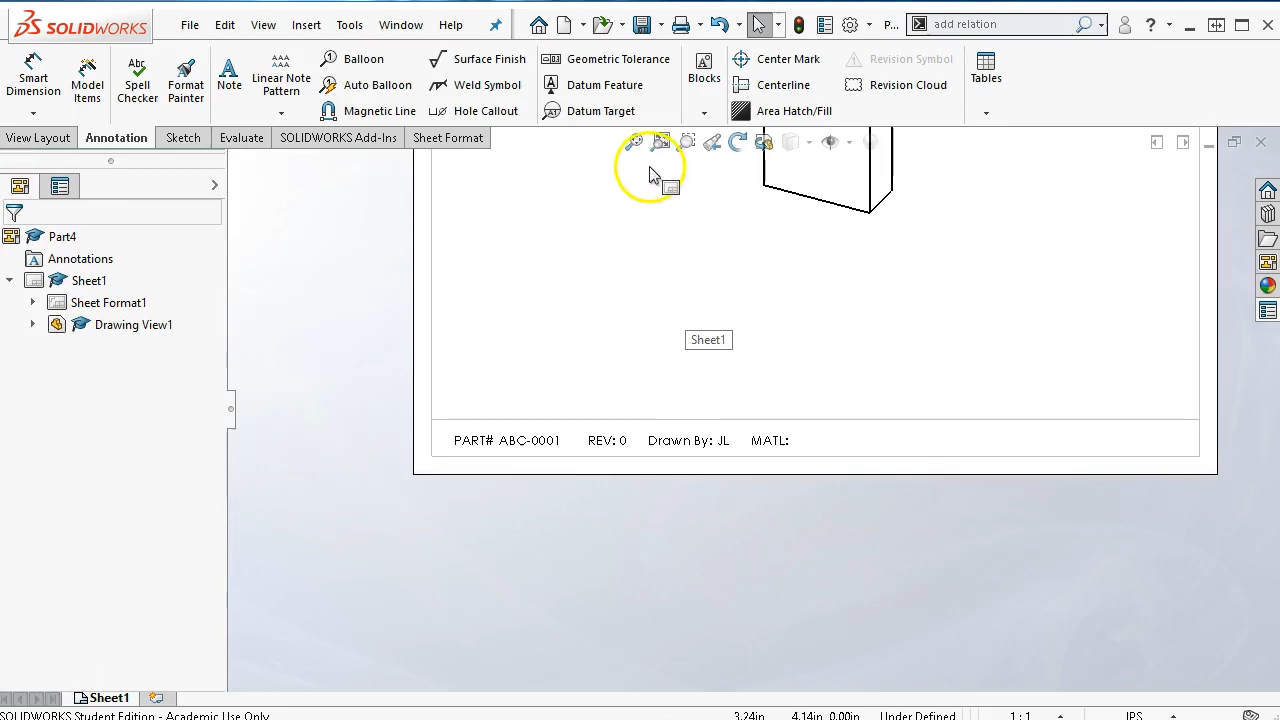 SOLIDWORKS File Edit View Insert Tools Window Help P... add relation
Smart Dimension
Model Items
Spell Checker
Format Painter
Note
Linear Note Pattern
Balloon
Auto Balloon
Magnetic Line
Surface Finish
Weld Symbol
Hole Callout
Geometric Tolerance
Datum Feature
Datum Target
Blocks
Center Mark
Centerline
Area Hatch/Fill
Revision Symbol
Revision Cloud
Tables
View Layout Annotation Sketch Evaluate SOLIDWORKS Add-Ins Sheet Format
Part4
Annotations
Sheet1
Sheet Format1
Drawing View1
Sheet1
PART# ABC-0001 REV: 0 Drawn By: JL MATL:
Sheet1
SOLIDWORKS Student Edition - Academic Use Only 3.24in 4.14in 0.00in Under Defined 1 : 1 IPS